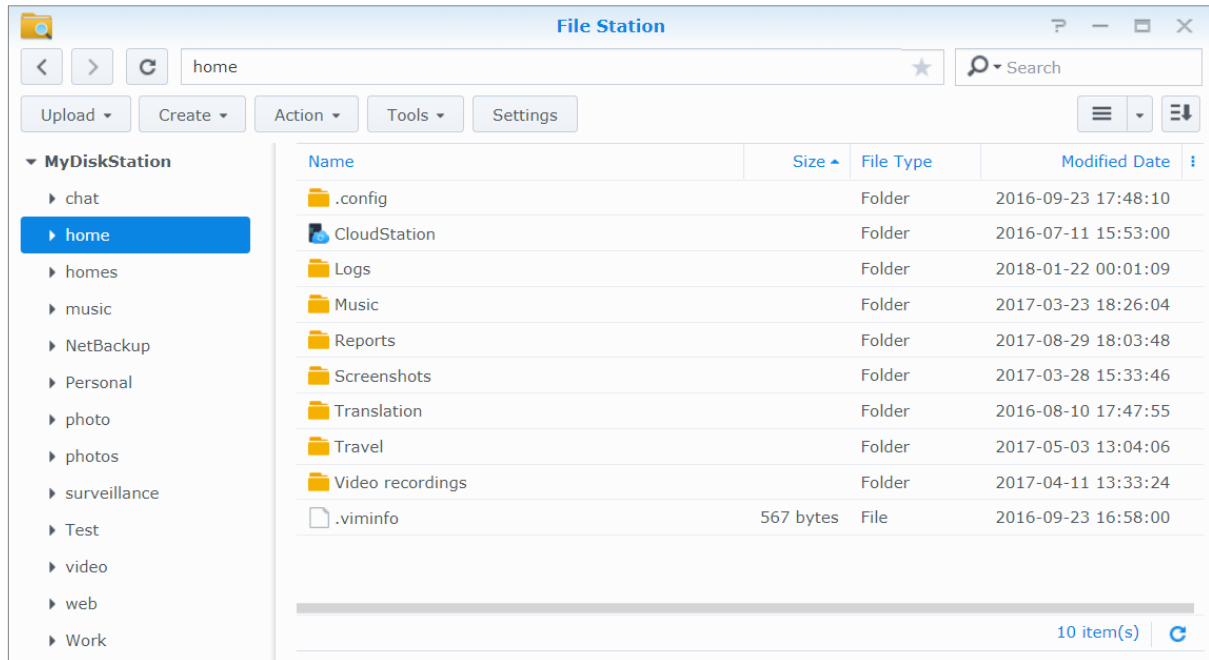 File Station
home
Search
Upload Create Action Tools Settings
MyDiskStation
chat
home
homes
music
NetBackup
Personal
photo
photos
surveillance
Test
video
web
Work
Name Size File Type Modified Date
.config Folder 2016-09-23 17:48:10
CloudStation Folder 2016-07-11 15:53:00
Logs Folder 2018-01-22 00:01:09
Music Folder 2017-03-23 18:26:04
Reports Folder 2017-08-29 18:03:48
Screenshots Folder 2017-03-28 15:33:46
Translation Folder 2016-08-10 17:47:55
Travel Folder 2017-05-03 13:04:06
Video recordings Folder 2017-04-11 13:33:24
.viminfo 567 bytes File 2016-09-23 16:58:00
10 item(s)